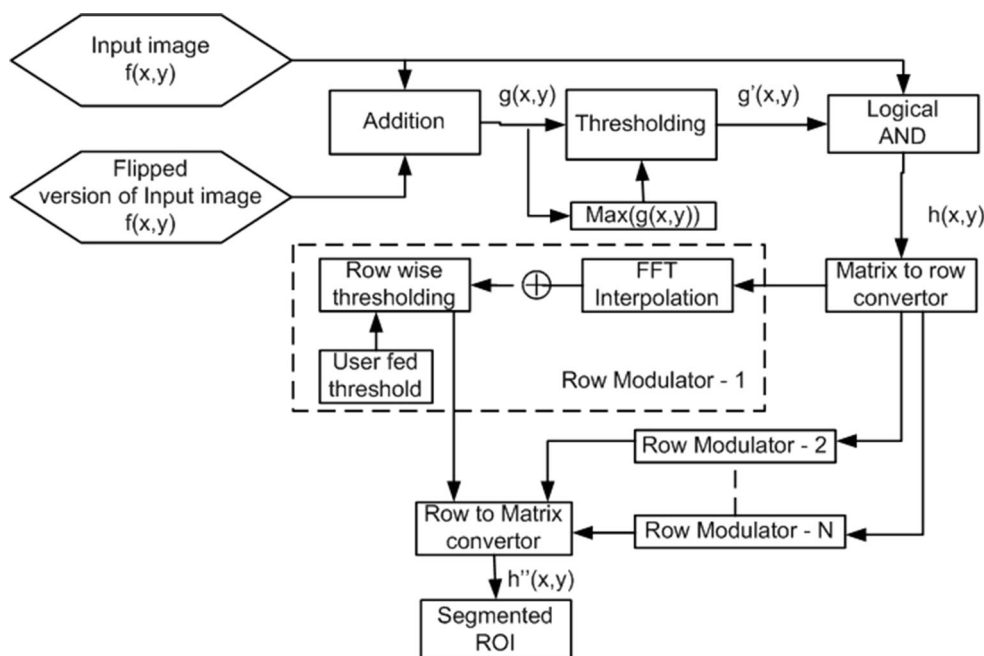 Input image
f(x,y)
g(x,y)
g'(x,y)
Addition
Thresholding
Logical
AND
Flipped
version of Input image
f(x,y)
Max(g(x,y))
h(x,y)
Row wise
thresholding
FFT
Interpolation
Matrix to row
convertor
User fed
threshold
Row Modulator - 1
Row Modulator - 2
Row to Matrix
convertor
Row Modulator - N
h''(x,y)
Segmented
ROI